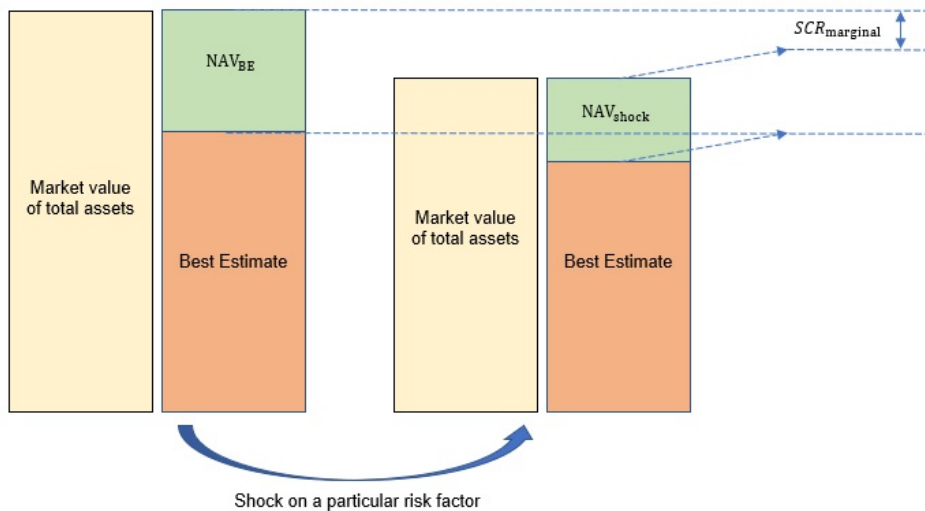 NAV_BE
SCR_marginal
NAV_shock
Market value
of total assets
Best Estimate
Market value
of total assets
Best Estimate
Shock on a particular risk factor